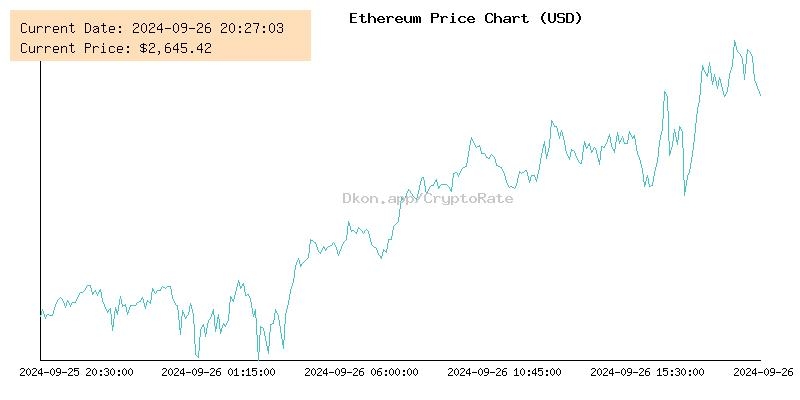 Ethereum Price Chart (USD)
Current Date: 2024-09-26 20:27:03
Current Price: $2,645.42
Dkon.app/CryptoRate
2024-09-25 20:30:00 2024-09-26 01:15:00 2024-09-26 06:00:00 2024-09-26 10:45:00 2024-09-26 15:30:00 2024-09-26